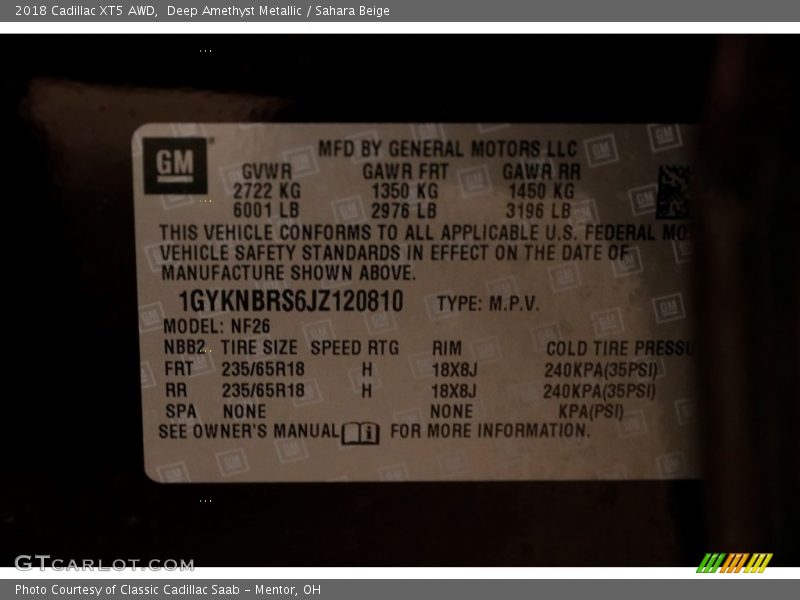 2018 Cadillac XT5 AWD,  Deep Amethyst Metallic / Sahara Beige
GM
MFD BY GENERAL MOTORS LLC
GVWR GAWR FRT GAWR RR
2722 KG 1350 KG 1450 KG
6001 LB 2976 LB 3196 LB
THIS VEHICLE CONFORMS TO ALL APPLICABLE U.S. FEDERAL MO
VEHICLE SAFETY STANDARDS IN EFFECT ON THE DATE OF
MANUFACTURE SHOWN ABOVE.
1GYKNBRS6JZ120810 TYPE: M.P.V.
MODEL: NF26
NBB2 TIRE SIZE SPEED RTG RIM COLD TIRE PRESSU
FRT 235/65R18 H 18X8J 240KPA(35PSI)
RR 235/65R18 H 18X8J 240KPA(35PSI)
SPA NONE NONE KPA(PSI)
SEE OWNER'S MANUAL FOR MORE INFORMATION.
GTCARLOT.COM
Photo Courtesy of Classic Cadillac Saab - Mentor, OH